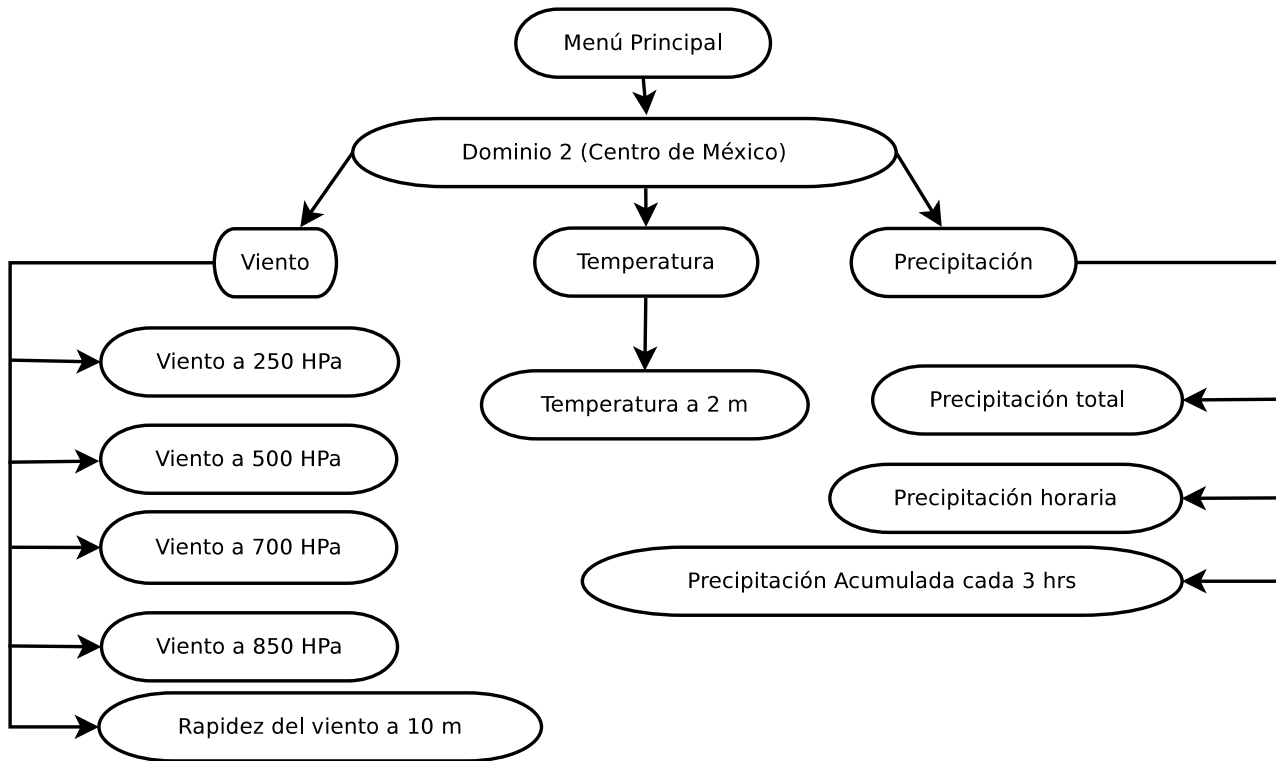 Menú Principal
Dominio 2 (Centro de México)
Viento
Temperatura
Precipitación
Viento a 250 HPa
Viento a 500 HPa
Viento a 700 HPa
Viento a 850 HPa
Rapidez del viento a 10 m
Temperatura a 2 m
Precipitación total
Precipitación horaria
Precipitación Acumulada cada 3 hrs